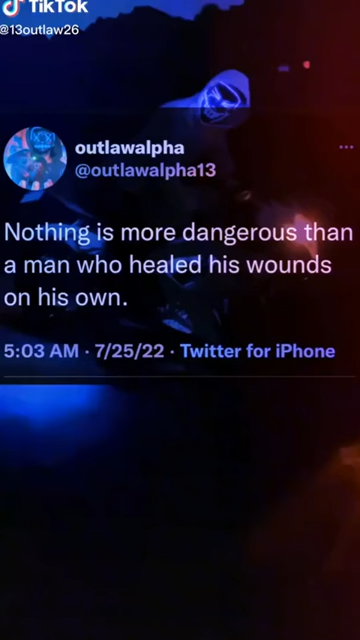 TikTok
@13outlaw26
outlawalpha
@outlawalpha13
Nothing is more dangerous than
a man who healed his wounds
on his own.
5:03 AM · 7/25/22 · Twitter for iPhone